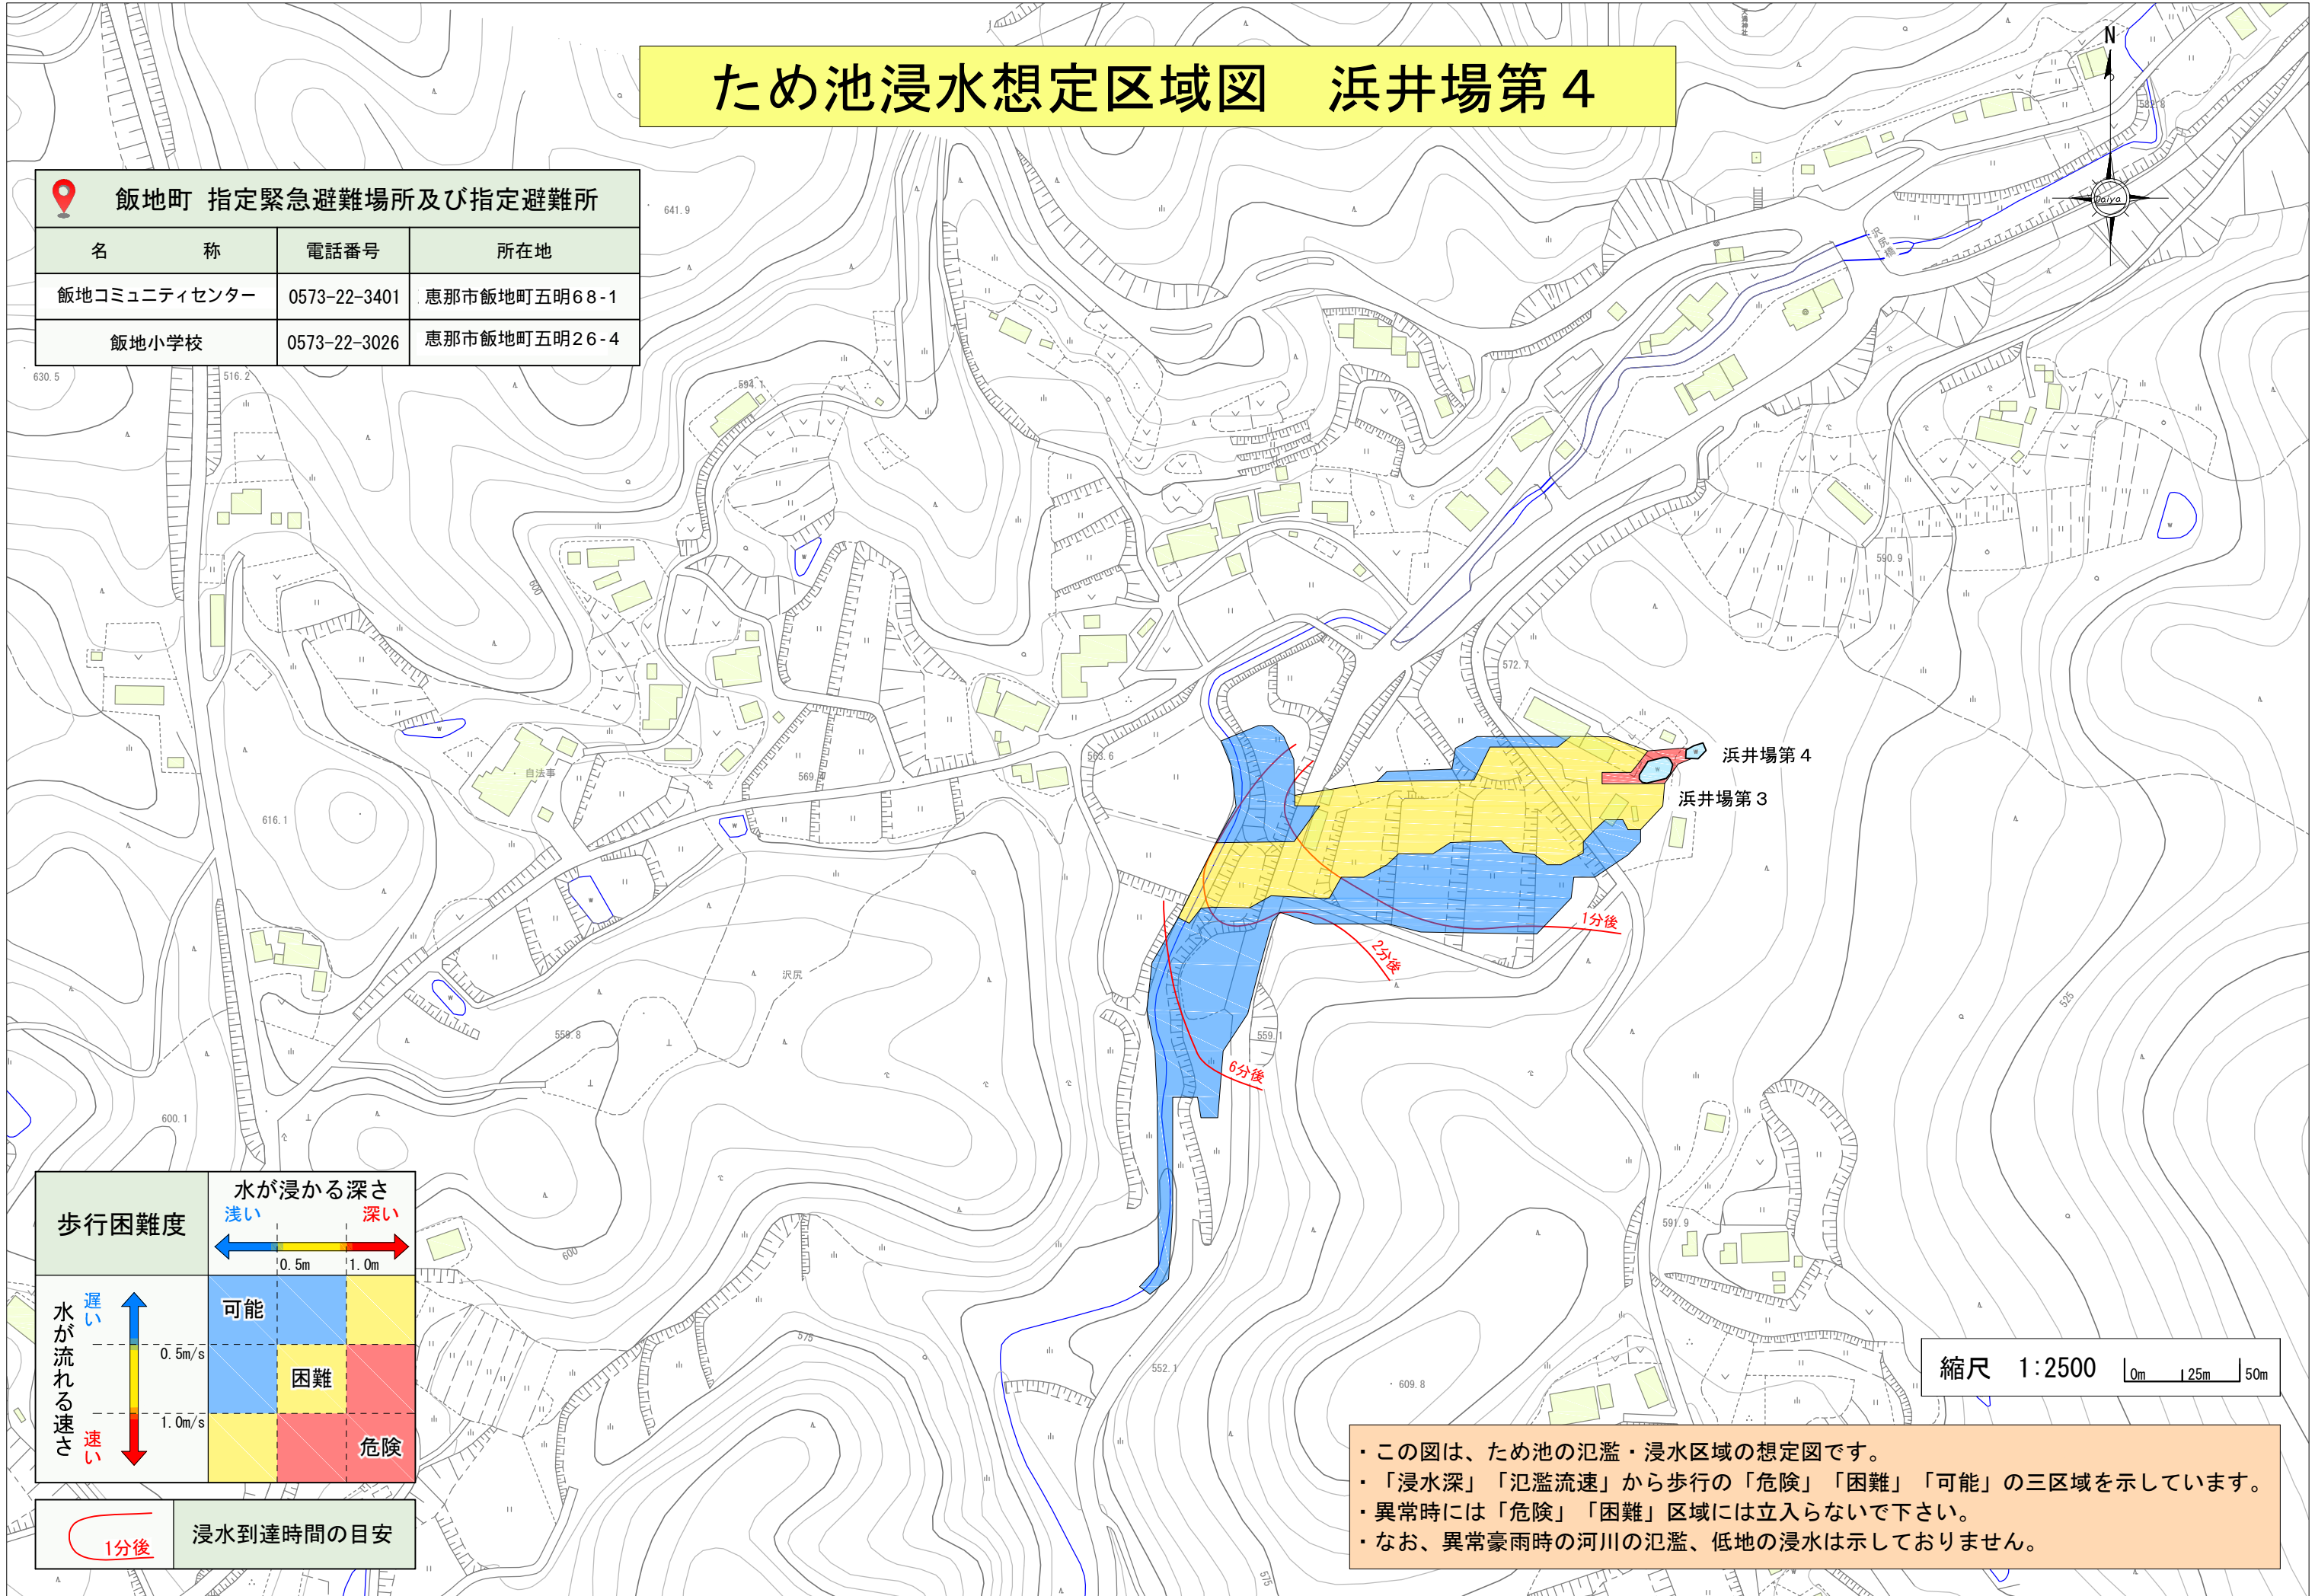 ため池浸水想定区域図　浜井場第４
N
Daiya
飯地町 指定緊急避難場所及び指定避難所
名　称 電話番号 所在地
飯地コミュニティセンター 0573-22-3401 恵那市飯地町五明68-1
飯地小学校 0573-22-3026 恵那市飯地町五明26-4
641.9
582.8
沢尻橋
630.5
516.2
594.1
600
590.9
572.7
563.6
569.4
自法事
616.1
浜井場第４
浜井場第３
1分後
2分後
6分後
沢尻
559.8
559.1
525
600.1
600
591.9
575
552.1
609.8
575
歩行困難度
水が浸かる深さ
浅い 深い
0.5m 1.0m
水が流れる速さ
遅い
0.5m/s
1.0m/s
速い
可能
困難
危険
1分後
浸水到達時間の目安
縮尺　1:2500 0m 25m 50m
・この図は、ため池の氾濫・浸水区域の想定図です。
・「浸水深」「氾濫流速」から歩行の「危険」「困難」「可能」の三区域を示しています。
・異常時には「危険」「困難」区域には立入らないで下さい。
・なお、異常豪雨時の河川の氾濫、低地の浸水は示しておりません。